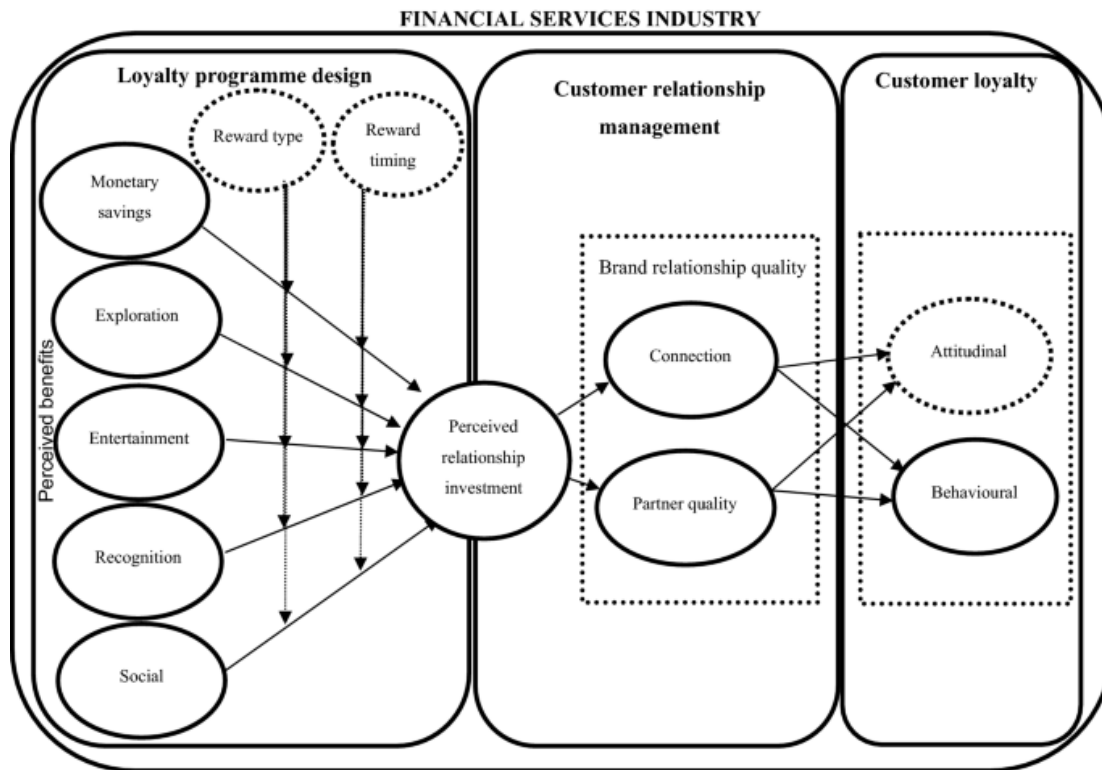 FINANCIAL SERVICES INDUSTRY
Loyalty programme design
Reward type
Reward
timing
Monetary
savings
Exploration
Entertainment
Recognition
Social
Perceived benefits
Perceived
relationship
investment
Customer relationship
management
Brand relationship quality
Connection
Partner quality
Customer loyalty
Attitudinal
Behavioural